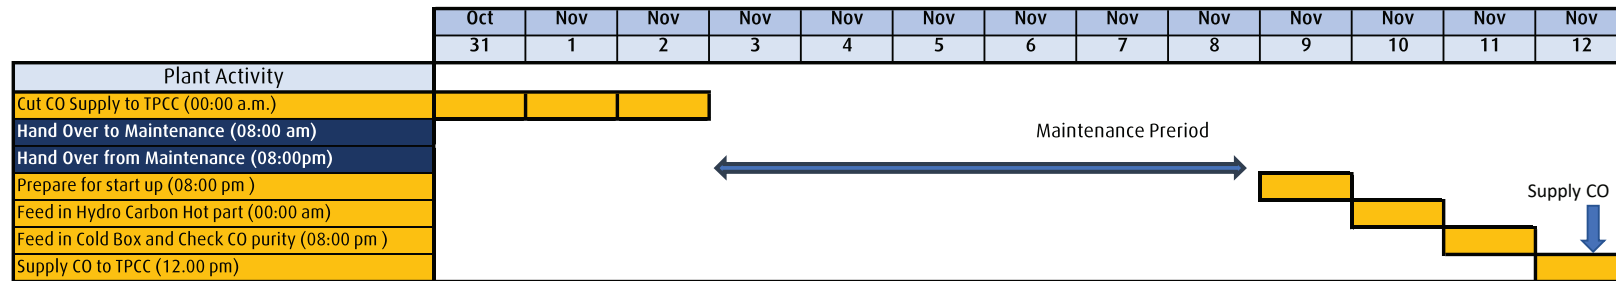 Oct Nov Nov Nov Nov Nov Nov Nov Nov Nov Nov Nov Nov
31 1 2 3 4 5 6 7 8 9 10 11 12
Plant Activity
Cut CO Supply to TPCC (00:00 a.m.)
Hand Over to Maintenance (08:00 am)
Maintenance Preriod
Hand Over from Maintenance (08:00pm)
Prepare for start up (08:00 pm )
Supply CO
Feed in Hydro Carbon Hot part (00:00 am)
Feed in Cold Box and Check CO purity (08:00 pm )
Supply CO to TPCC (12.00 pm)